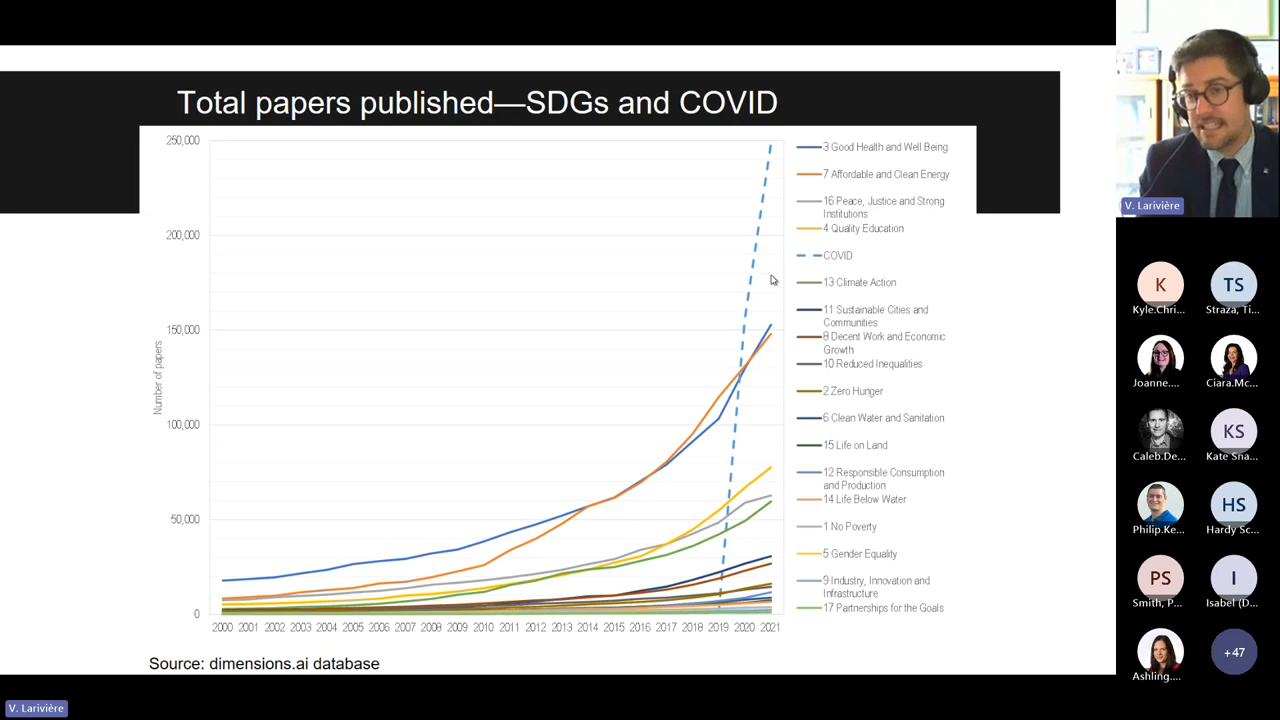 Total papers published—SDGs and COVID
250,000
200,000
150,000
100,000
50,000
0
Number of papers
2000 2001 2002 2003 2004 2005 2006 2007 2008 2009 2010 2011 2012 2013 2014 2015 2016 2017 2018 2019 2020 2021
3 Good Health and Well Being
7 Affordable and Clean Energy
16 Peace, Justice and Strong
Institutions
4 Quality Education
COVID
13 Climate Action
11 Sustainable Cities and
Communities
8 Decent Work and Economic
Growth
10 Reduced Inequalities
2 Zero Hunger
6 Clean Water and Sanitation
15 Life on Land
12 Responsible Consumption
and Production
14 Life Below Water
1 No Poverty
5 Gender Equality
9 Industry, Innovation and
Infrastructure
17 Partnerships for the Goals
Source: dimensions.ai database
V. Larivière
V. Larivière
K
Kyle.Chri...
TS
Straza, Ti...
Joanne....
Ciara.Mc...
Caleb.De...
KS
Kate Sna...
Philip.Ke...
HS
Hardy Sc...
PS
Smith, P...
I
Isabel (D...
Ashling....
+47